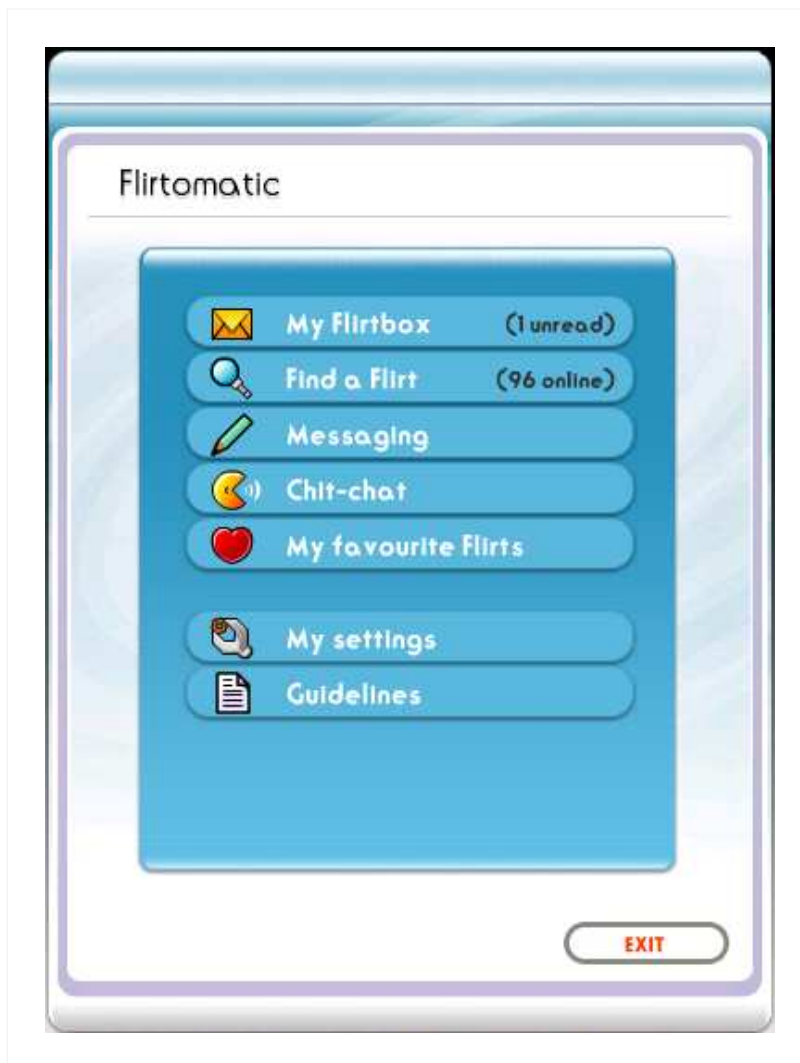 Flirtomatic
My Flirtbox (1 unread)
Find a Flirt (96 online)
Messaging
Chit-chat
My favourite Flirts
My settings
Guidelines
EXIT